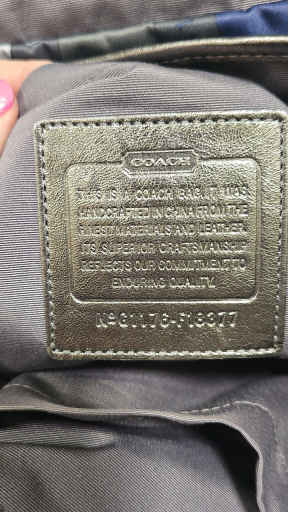 COACH
THIS IS A COACH BAG. IT WAS
HANDCRAFTED IN CHINA FROM THE
FINEST MATERIALS AND LEATHER.
ITS SUPERIOR CRAFTSMANSHIP
REFLECTS OUR COMMITMENT TO
ENDURING QUALITY.
Nº G1176-F13377